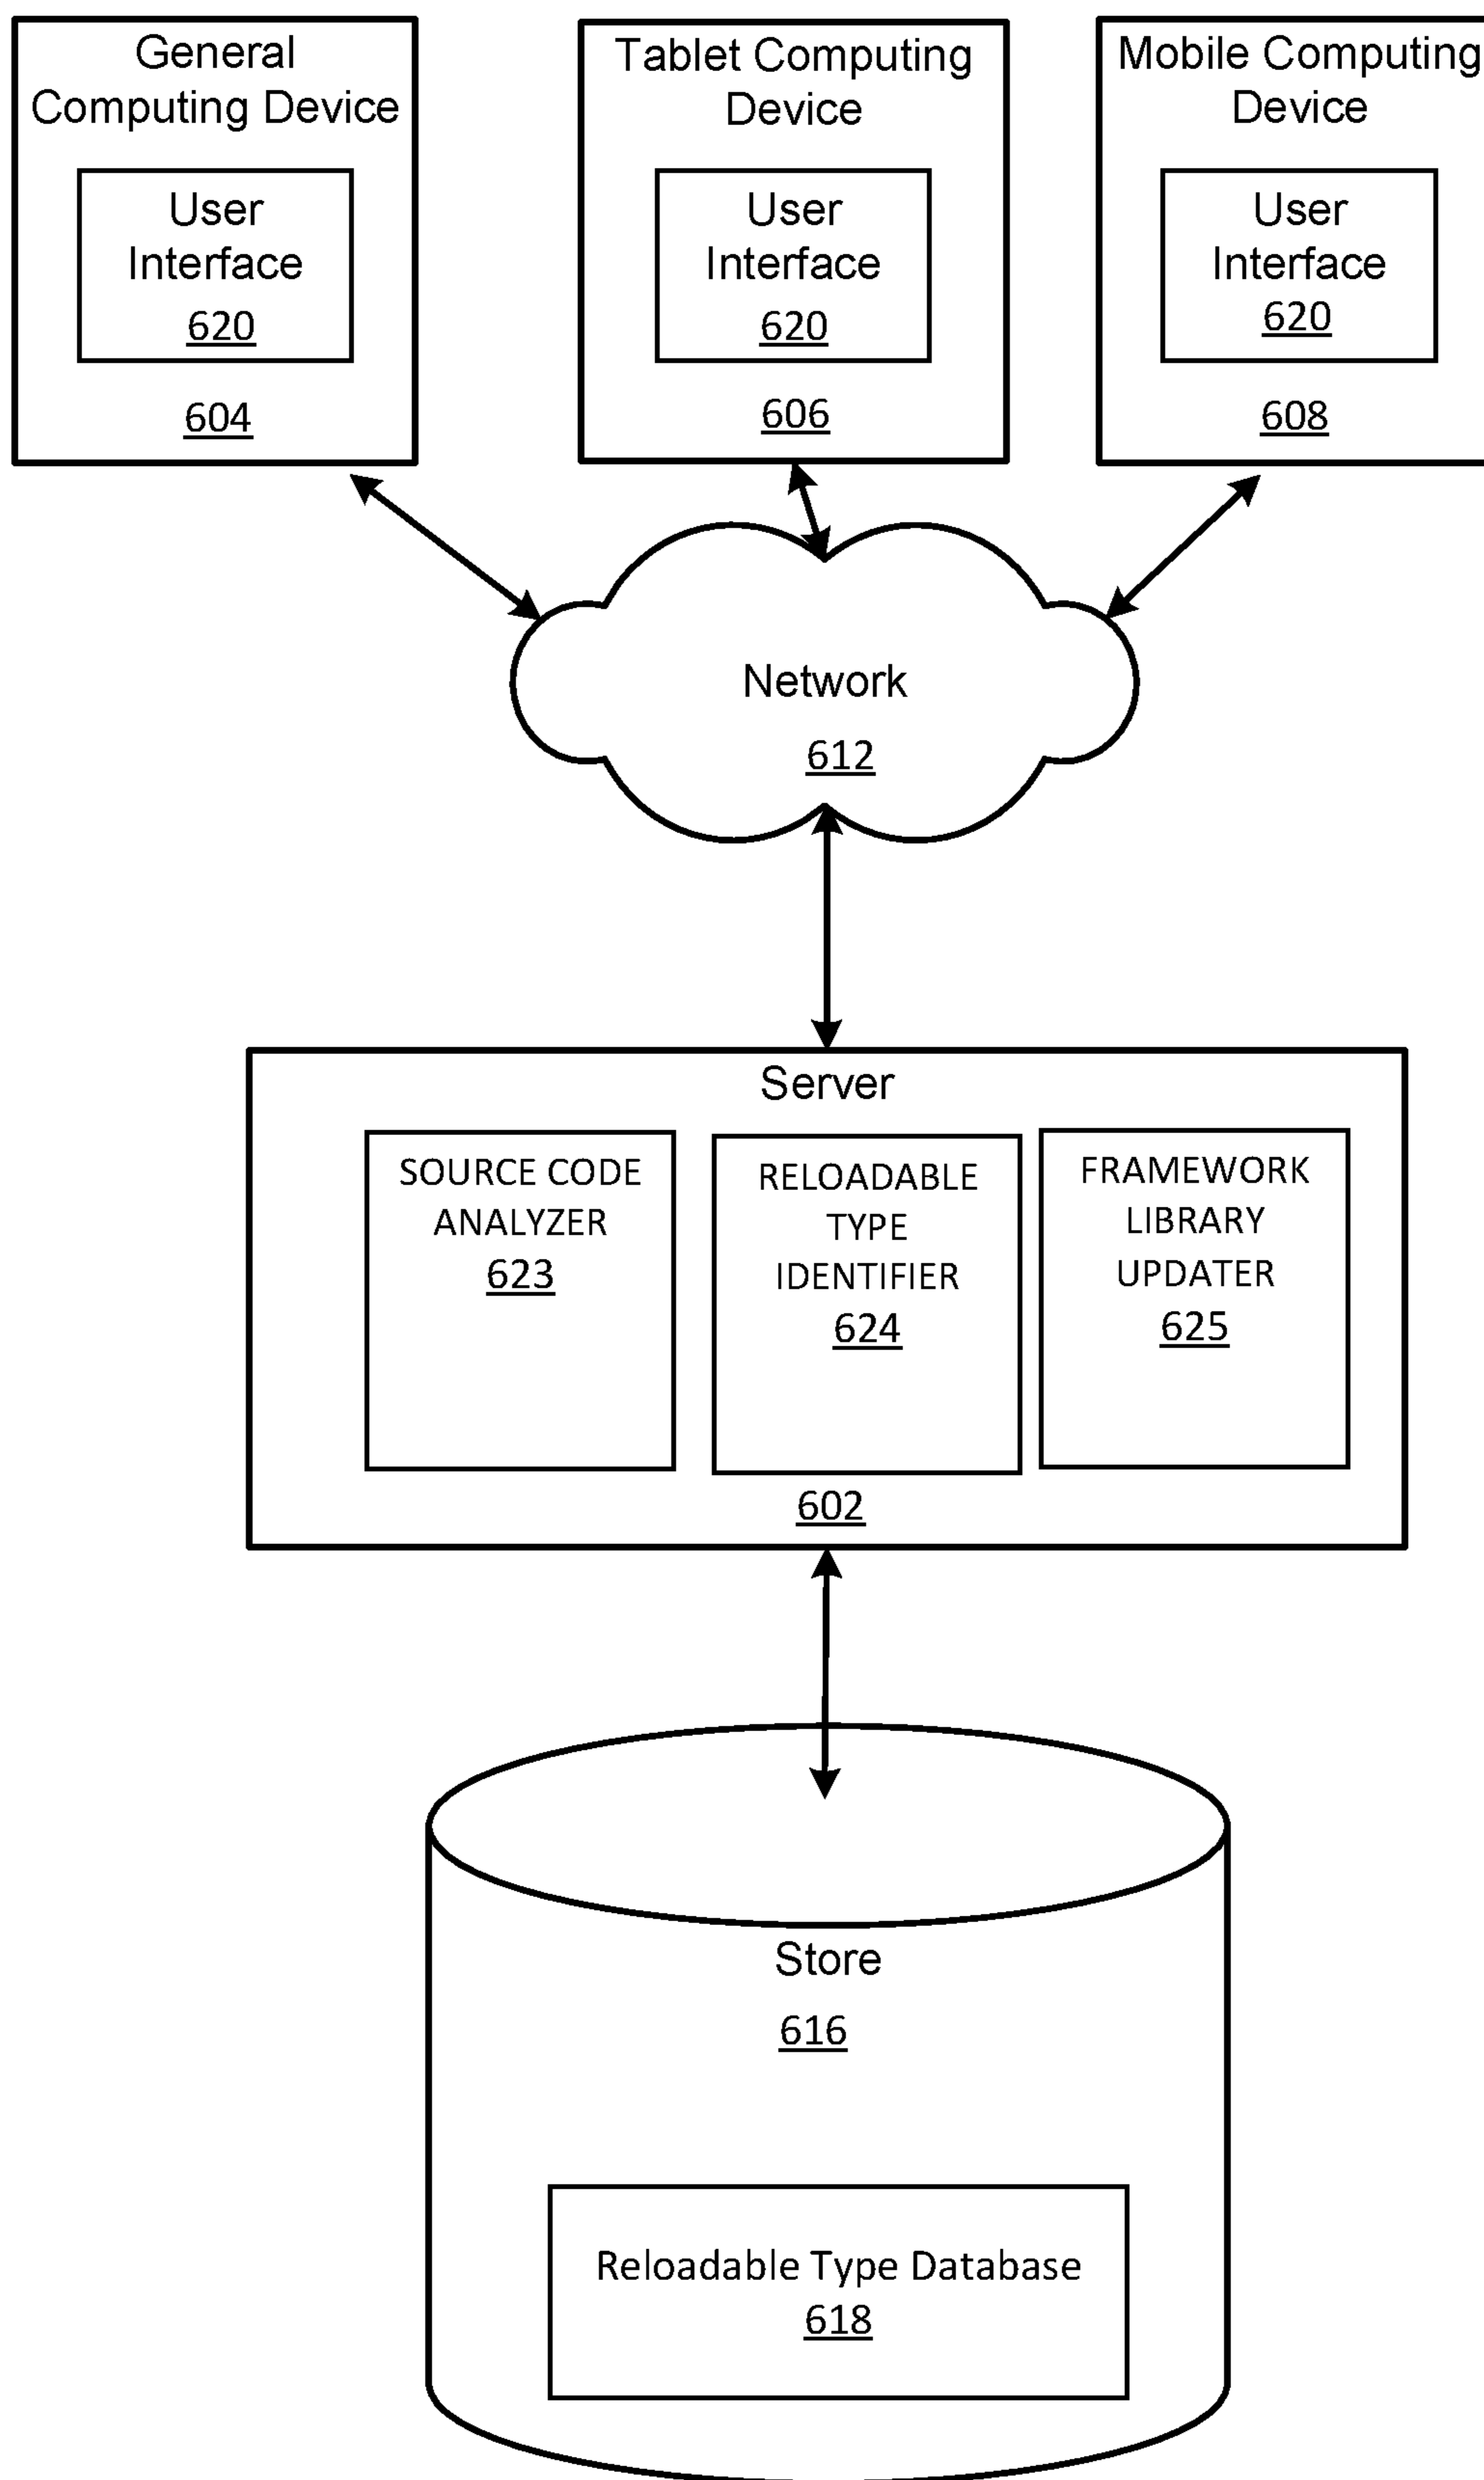 General
Computing Device
User
Interface
620
604
Tablet Computing
Device
User
Interface
620
606
Mobile Computing
Device
User
Interface
620
608
Network
612
Server
SOURCE CODE
ANALYZER
623
RELOADABLE
TYPE
IDENTIFIER
624
FRAMEWORK
LIBRARY
UPDATER
625
602
Store
616
Reloadable Type Database
618